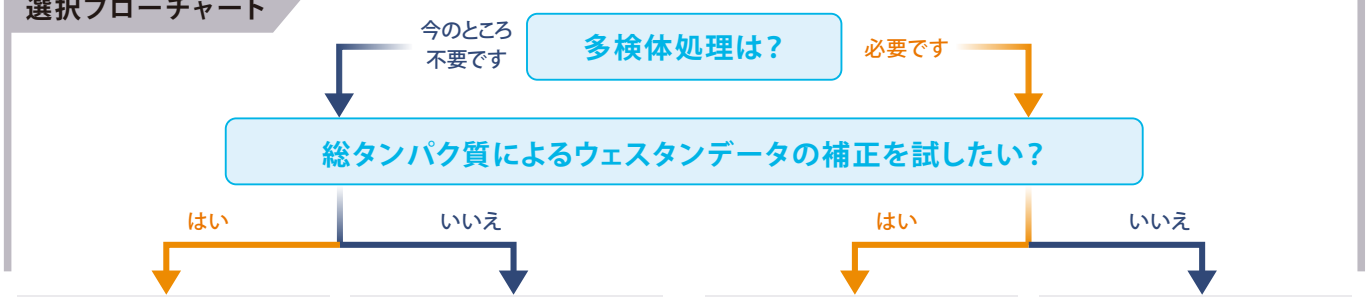 選択フローチャート
今のところ
不要です
多検体処理は？
必要です
総タンパク質によるウェスタンデータの補正を試したい？
はい
いいえ
はい
いいえ